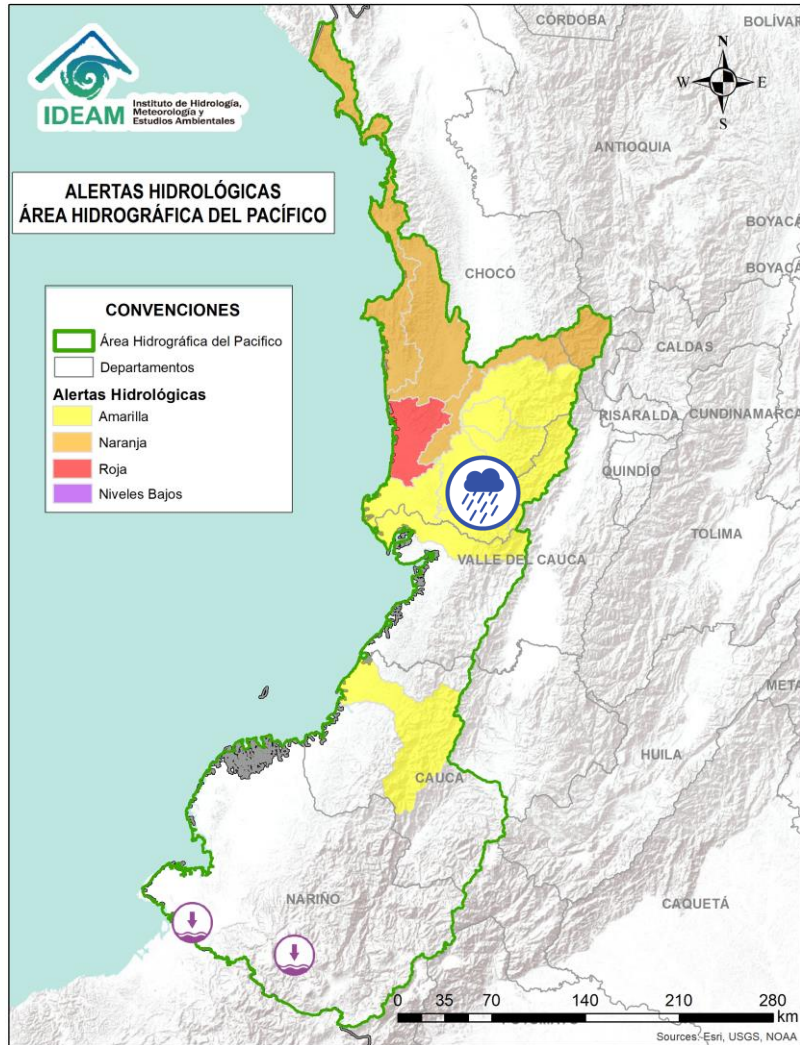 IDEAM
Instituto de Hidrología,
Meteorología y
Estudios Ambientales
ALERTAS HIDROLÓGICAS
ÁREA HIDROGRÁFICA DEL PACÍFICO
CONVENCIONES
Área Hidrográfica del Pacifico
Departamentos
Alertas Hidrológicas
Amarilla
Naranja
Roja
Niveles Bajos
CÓRDOBA
BOLÍVAR
N
W E
S
ANTIOQUIA
BOYACÁ
BOYACÁ
CHOCÓ
CALDAS
RISARALDA
CUNDINAMARCA
QUINDÍO
TOLIMA
VALLE DEL CAUCA
META
HUILA
CAUCA
NARIÑO
CAQUETÁ
0 35 70 140 210 280
km
Sources: Esri, USGS, NOAA